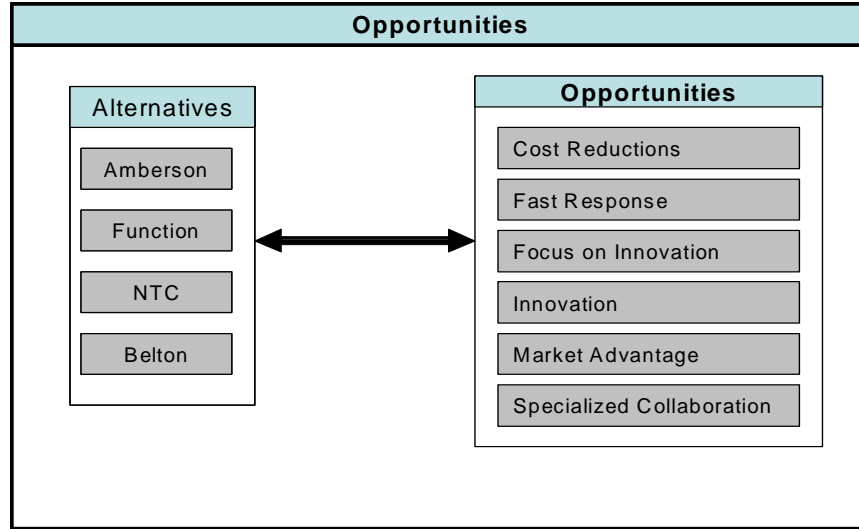 Opportunities
Alternatives
Amberson
Function
NTC
Belton
Opportunities
Cost Reductions
Fast Response
Focus on Innovation
Innovation
Market Advantage
Specialized Collaboration